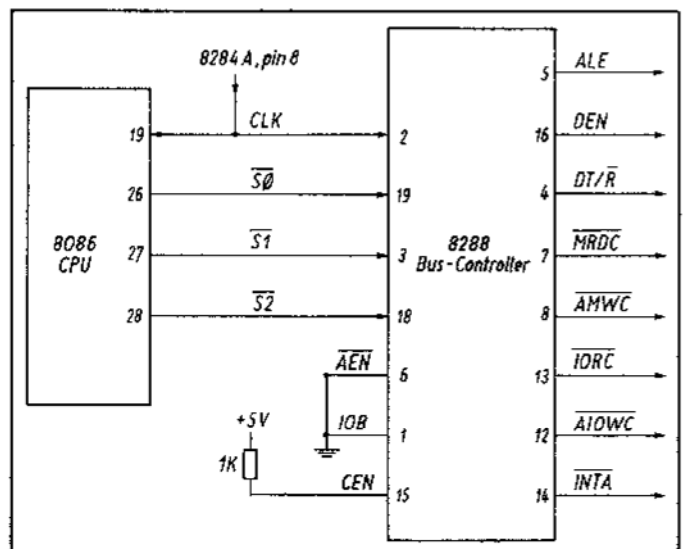 8284 A, pin 8
5 ALE
19 CLK 2
16 DEN
26 S̅0̅ 19
4 DT/R̅
8086
CPU
8288
Bus-Controller
27 S̅1̅ 3
7 M̅R̅D̅C̅
28 S̅2̅ 18
8 A̅M̅W̅C̅
A̅E̅N̅ 6
13 I̅O̅R̅C̅
+5V
IOB 1
12 A̅I̅O̅W̅C̅
1K
CEN 15
14 I̅N̅T̅A̅